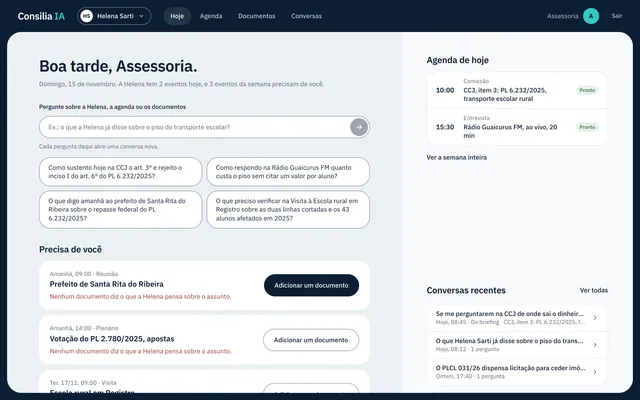 Consilia IA
HS Helena Sarti
Hoje
Agenda
Documentos
Conversas
Assessoria
A
Sair
Boa tarde, Assessoria.
Domingo, 15 de novembro. A Helena tem 2 eventos hoje, e 3 eventos da semana precisam de você.
Pergunte sobre a Helena, a agenda ou os documentos
Ex.: o que a Helena já disse sobre o piso do transporte escolar?
Cada pergunta daqui abre uma conversa nova.
Como sustento hoje na CCJ o art. 3º e rejeito o
inciso I do art. 6º do PL 6.232/2025?
Como respondo na Rádio Guaicurus FM quanto
custa o piso sem citar um valor por aluno?
O que digo amanhã ao prefeito de Santa Rita do
Ribeira sobre o repasse federal do PL
6.232/2025?
O que preciso verificar na Visita à Escola rural em
Registro sobre as duas linhas cortadas e os 43
alunos afetados em 2025?
Precisa de você
Amanhã, 09:00 · Reunião
Prefeito de Santa Rita do Ribeira
Nenhum documento diz o que a Helena pensa sobre o assunto.
Adicionar um documento
Amanhã, 14:00 · Plenário
Votação do PL 2.780/2025, apostas
Nenhum documento diz o que a Helena pensa sobre o assunto.
Adicionar um documento
Ter. 17/11, 09:00 · Visita
Agenda de hoje
10:00
Comissão
CCJ, item 3: PL 6.232/2025,
transporte escolar rural
Pronto
15:30
Entrevista
Rádio Guaicurus FM, ao vivo, 20
min
Pronto
Ver a semana inteira
Conversas recentes
Ver todas
Se me perguntarem na CCJ de onde sai o dinheir...
Hoje, 08:45 · Do briefing · CCJ, item 3: PL 6.232/2025, t...
O que Helena Sarti já disse sobre o piso do trans...
Hoje, 08:12 · 1 pergunta
O PLCL 031/26 dispensa licitação para ceder imó...
Ontem, 17:40 · 1 pergunta